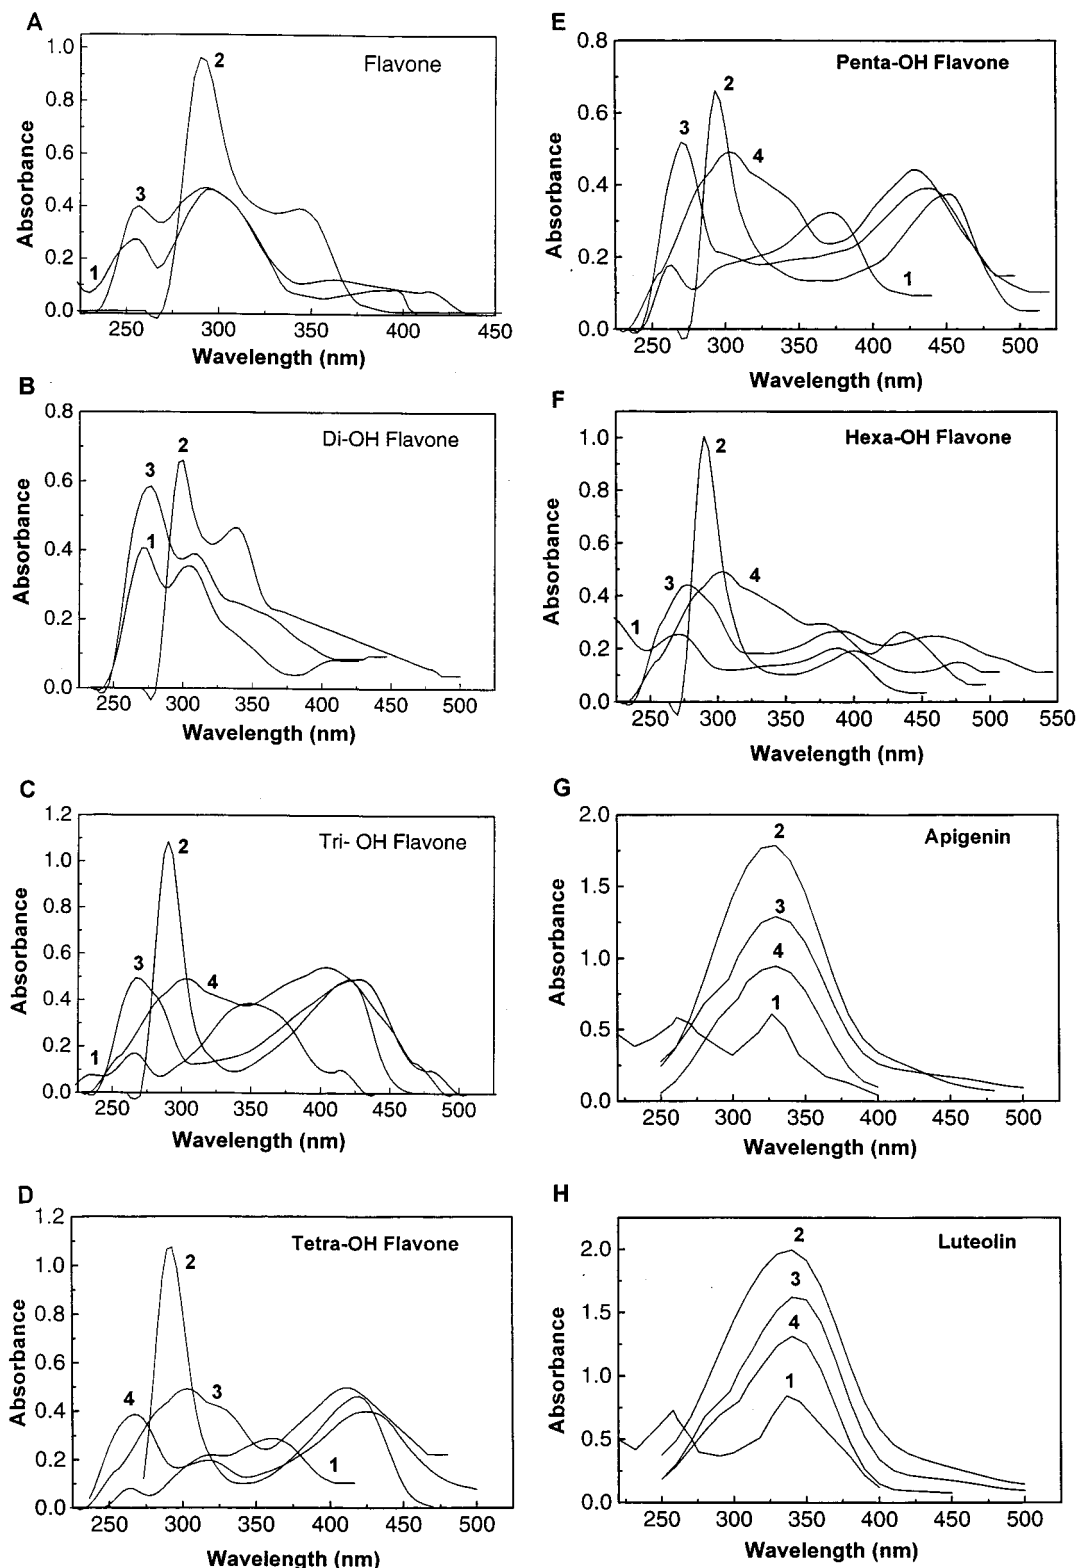 A
Flavone
1.0
0.8
0.6
0.4
0.2
0.0
Absorbance
1
2
3
250 300 350 400 450
Wavelength (nm)
B
Di-OH Flavone
0.8
0.6
0.4
0.2
0.0
Absorbance
1
2
3
250 300 350 400 450 500
Wavelength (nm)
C
Tri- OH Flavone
1.2
1.0
0.8
0.6
0.4
0.2
0.0
Absorbance
1
2
3
4
250 300 350 400 450 500
Wavelength (nm)
D
Tetra-OH Flavone
1.2
1.0
0.8
0.6
0.4
0.2
0.0
Absorbance
4
2
3
1
250 300 350 400 450 500
Wavelength (nm)
E
Penta-OH Flavone
0.8
0.6
0.4
0.2
0.0
Absorbance
3
2
4
1
250 300 350 400 450 500
Wavelength (nm)
F
Hexa-OH Flavone
1.0
0.8
0.6
0.4
0.2
0.0
Absorbance
1
3
2
4
250 300 350 400 450 500 550
Wavelength (nm)
G
Apigenin
2.0
1.5
1.0
0.5
0.0
Absorbance
2
3
4
1
250 300 350 400 450 500
Wavelength (nm)
H
Luteolin
2.0
1.5
1.0
0.5
0.0
Absorbance
2
3
4
1
250 300 350 400 450 500
Wavelength (nm)